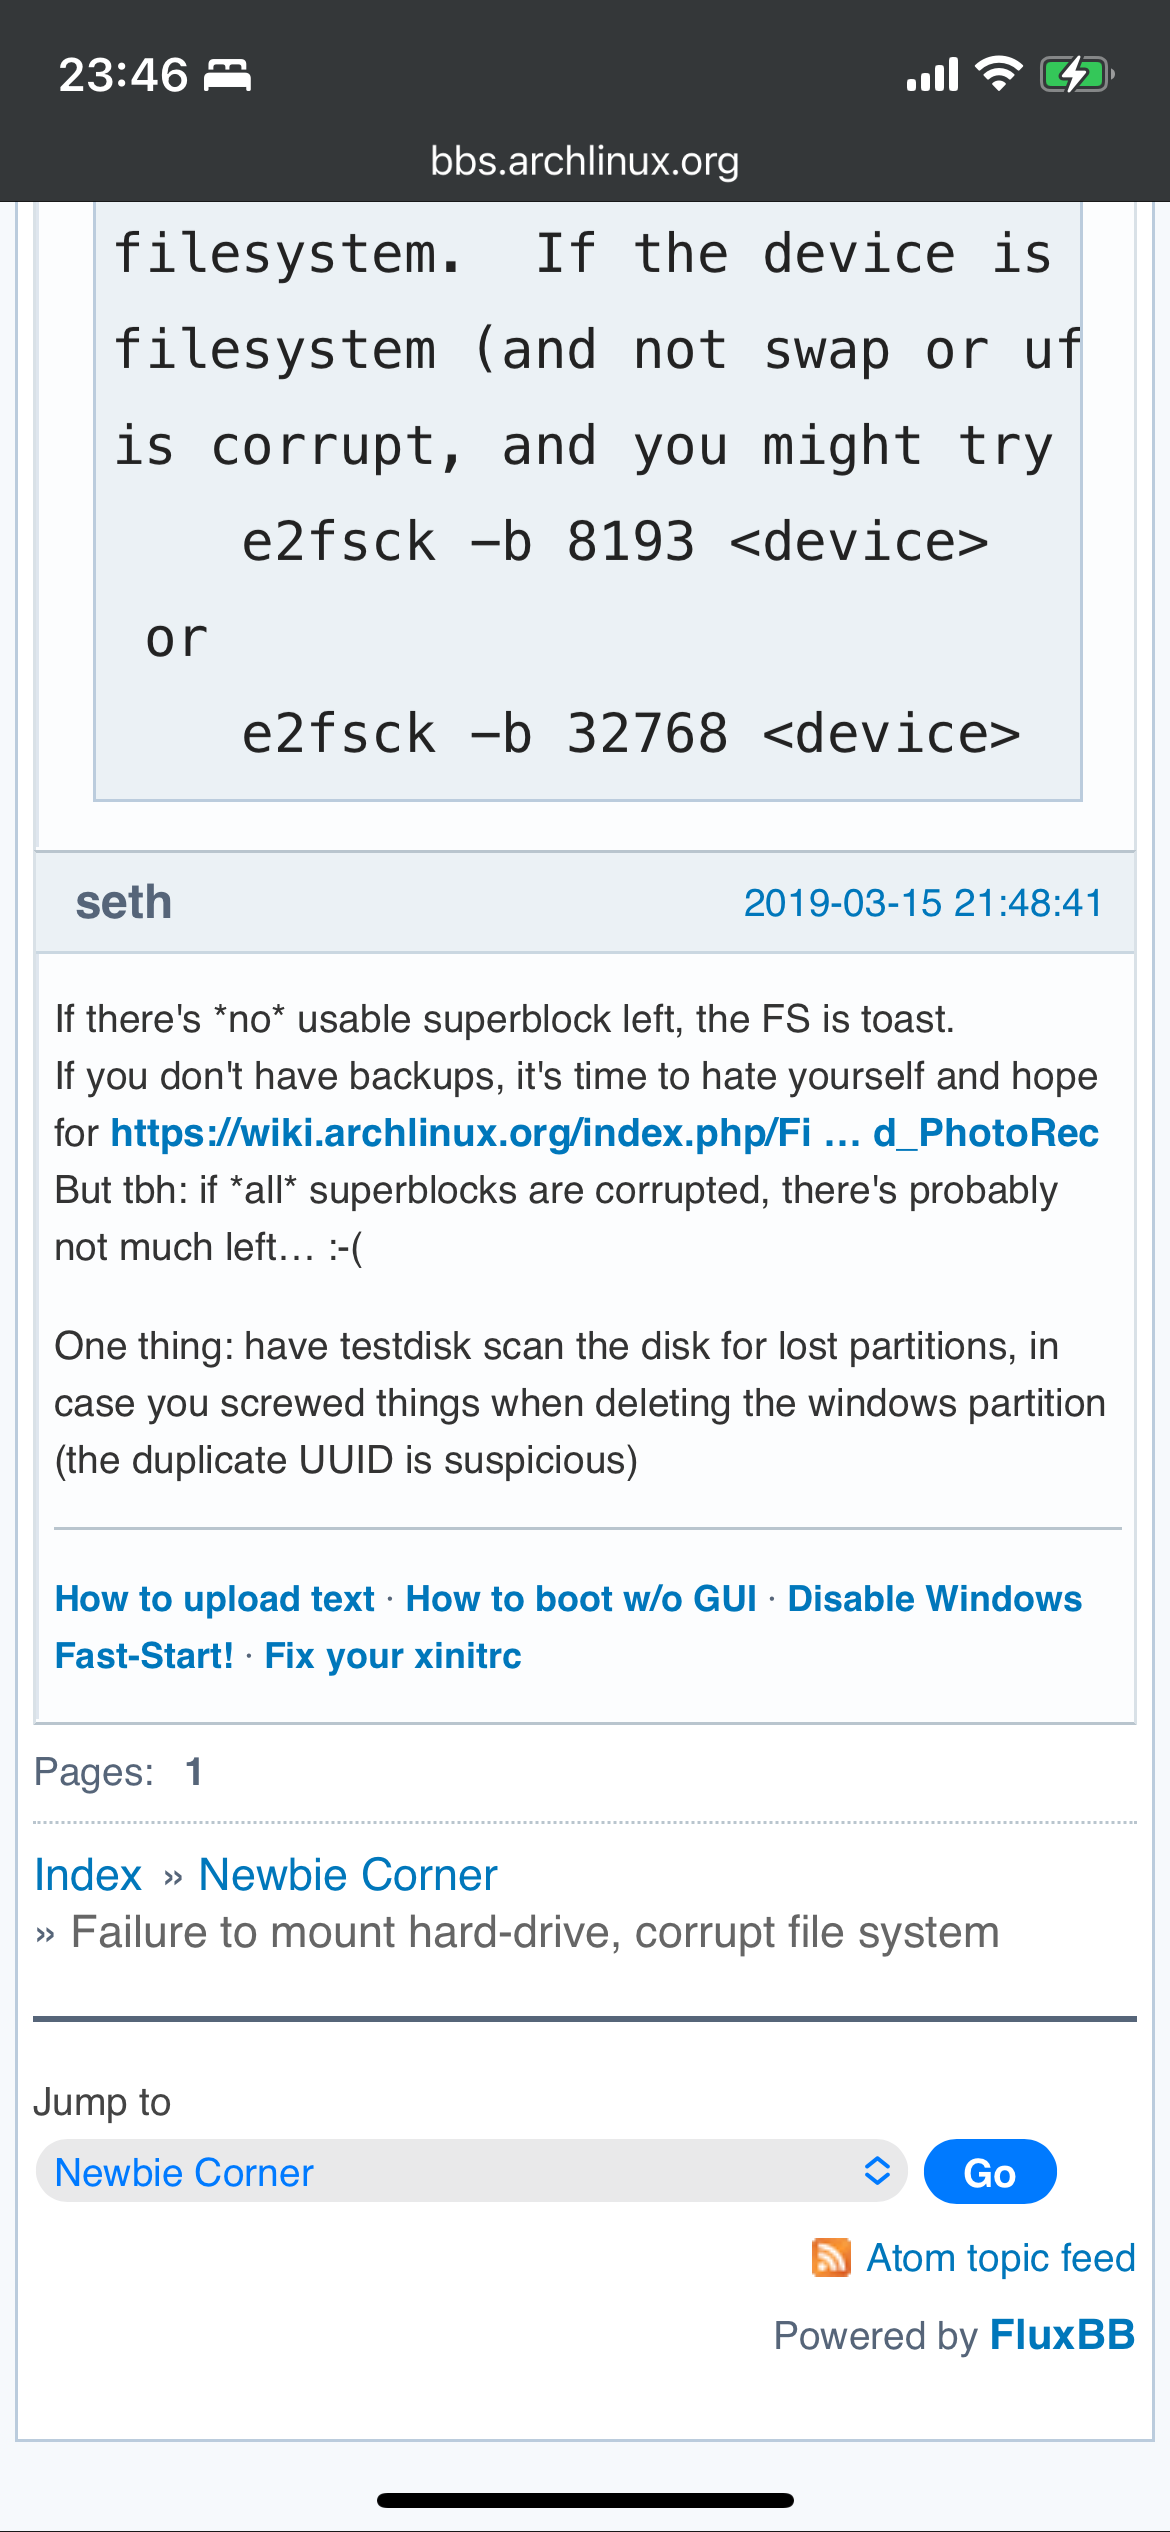 23:46
bbs.archlinux.org
filesystem.  If the device is
filesystem (and not swap or uf
is corrupt, and you might try
    e2fsck -b 8193 <device>
 or
    e2fsck -b 32768 <device>
seth 2019-03-15 21:48:41
If there's *no* usable superblock left, the FS is toast.
If you don't have backups, it's time to hate yourself and hope
for https://wiki.archlinux.org/index.php/Fi … d_PhotoRec
But tbh: if *all* superblocks are corrupted, there's probably
not much left… :-(
One thing: have testdisk scan the disk for lost partitions, in
case you screwed things when deleting the windows partition
(the duplicate UUID is suspicious)
How to upload text · How to boot w/o GUI · Disable Windows
Fast-Start! · Fix your xinitrc
Pages: 1
Index » Newbie Corner
» Failure to mount hard-drive, corrupt file system
Jump to
Newbie Corner Go
Atom topic feed
Powered by FluxBB